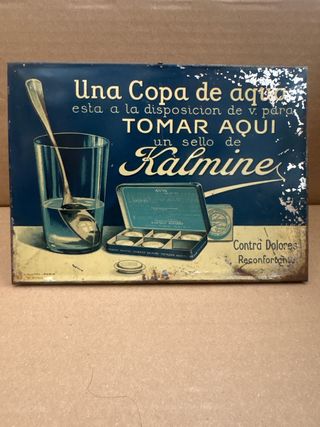 Una Copa de agua
esta a la disposicion de v. para
TOMAR AQUI
un sello de
Kalmine
Contra Dolores
Reconfortante